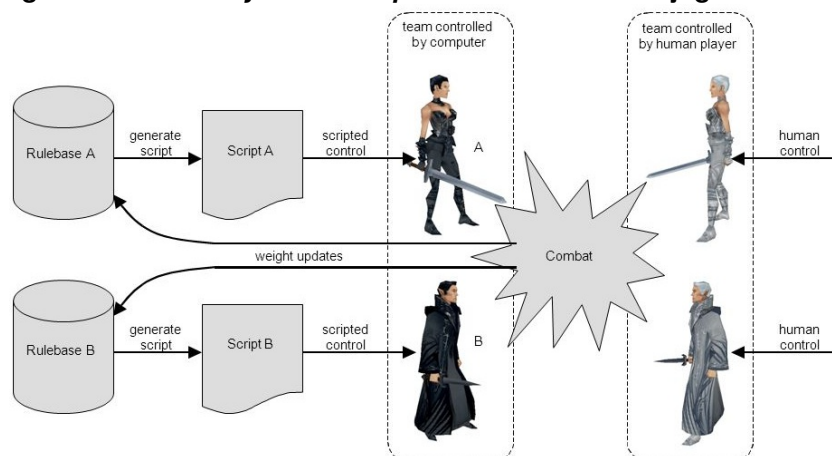 team controlled
by computer
team controlled
by human player
Rulebase A
generate
script
Script A
scripted
control
A
human
control
weight updates
Combat
Rulebase B
generate
script
Script B
scripted
control
B
human
control